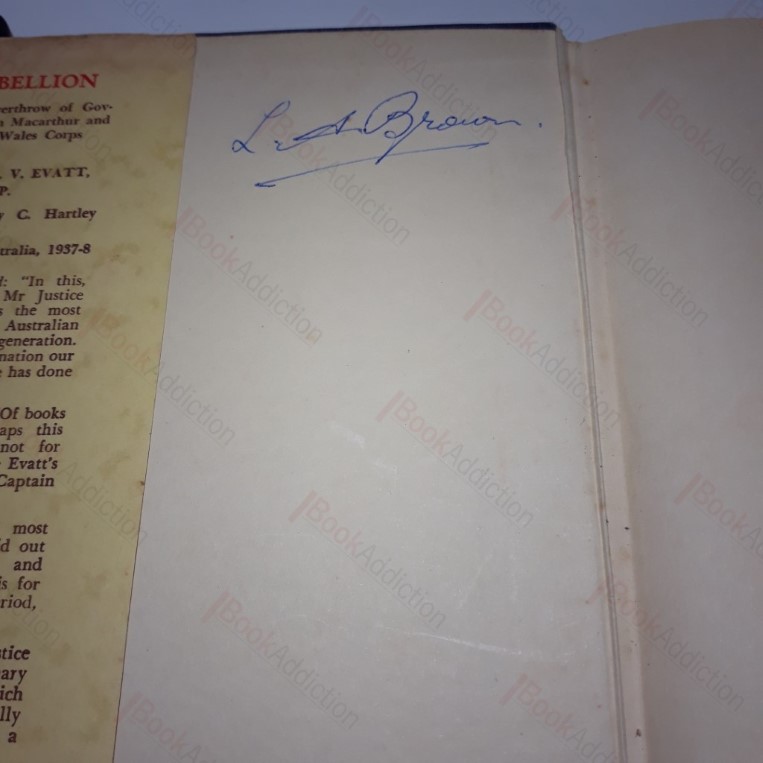 BELLION
verthrow of Gov-
n Macarthur and
Wales Corps
. V. EVATT,
P.
y C. Hartley
tralia, 1937-8
d: "In this,
Mr Justice
s the most
Australian
generation.
nation our
e has done
Of books
aps this
not for
Evatt's
Captain
most
d out
and
is for
riod,
stice
ary
ich
lly
a
L. A. Brown.
BookAddiction